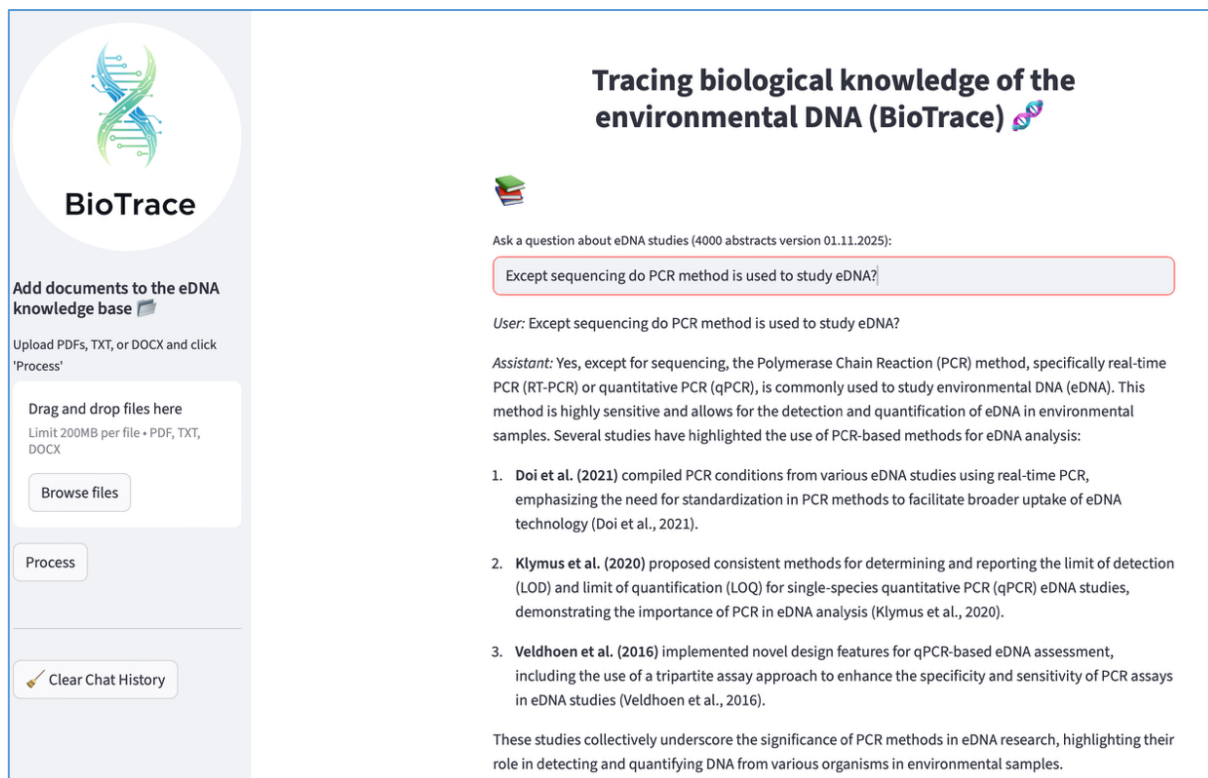 BioTrace
Add documents to the eDNA
knowledge base
Upload PDFs, TXT, or DOCX and click
'Process'
Drag and drop files here
Limit 200MB per file • PDF, TXT,
DOCX
Browse files
Process
Clear Chat History
Tracing biological knowledge of the
environmental DNA (BioTrace)
Ask a question about eDNA studies (4000 abstracts version 01.11.2025):
Except sequencing do PCR method is used to study eDNA?
User: Except sequencing do PCR method is used to study eDNA?
Assistant: Yes, except for sequencing, the Polymerase Chain Reaction (PCR) method, specifically real-time
PCR (RT-PCR) or quantitative PCR (qPCR), is commonly used to study environmental DNA (eDNA). This
method is highly sensitive and allows for the detection and quantification of eDNA in environmental
samples. Several studies have highlighted the use of PCR-based methods for eDNA analysis:
1. Doi et al. (2021) compiled PCR conditions from various eDNA studies using real-time PCR,
emphasizing the need for standardization in PCR methods to facilitate broader uptake of eDNA
technology (Doi et al., 2021).
2. Klymus et al. (2020) proposed consistent methods for determining and reporting the limit of detection
(LOD) and limit of quantification (LOQ) for single-species quantitative PCR (qPCR) eDNA studies,
demonstrating the importance of PCR in eDNA analysis (Klymus et al., 2020).
3. Veldhoen et al. (2016) implemented novel design features for qPCR-based eDNA assessment,
including the use of a tripartite assay approach to enhance the specificity and sensitivity of PCR assays
in eDNA studies (Veldhoen et al., 2016).
These studies collectively underscore the significance of PCR methods in eDNA research, highlighting their
role in detecting and quantifying DNA from various organisms in environmental samples.